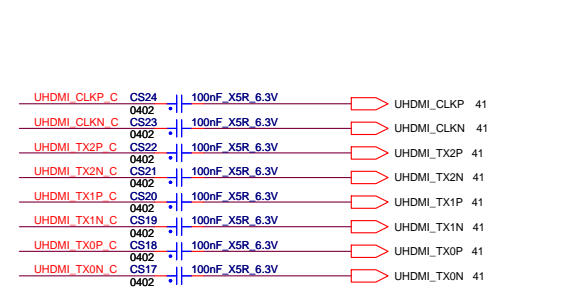 UHDMI_CLKP_C CS24 100nF_X5R_6.3V UHDMI_CLKP 41
0402
UHDMI_CLKN_C CS23 100nF_X5R_6.3V UHDMI_CLKN 41
0402
UHDMI_TX2P_C CS22 100nF_X5R_6.3V UHDMI_TX2P 41
0402
UHDMI_TX2N_C CS21 100nF_X5R_6.3V UHDMI_TX2N 41
0402
UHDMI_TX1P_C CS20 100nF_X5R_6.3V UHDMI_TX1P 41
0402
UHDMI_TX1N_C CS19 100nF_X5R_6.3V UHDMI_TX1N 41
0402
UHDMI_TX0P_C CS18 100nF_X5R_6.3V UHDMI_TX0P 41
0402
UHDMI_TX0N_C CS17 100nF_X5R_6.3V UHDMI_TX0N 41
0402